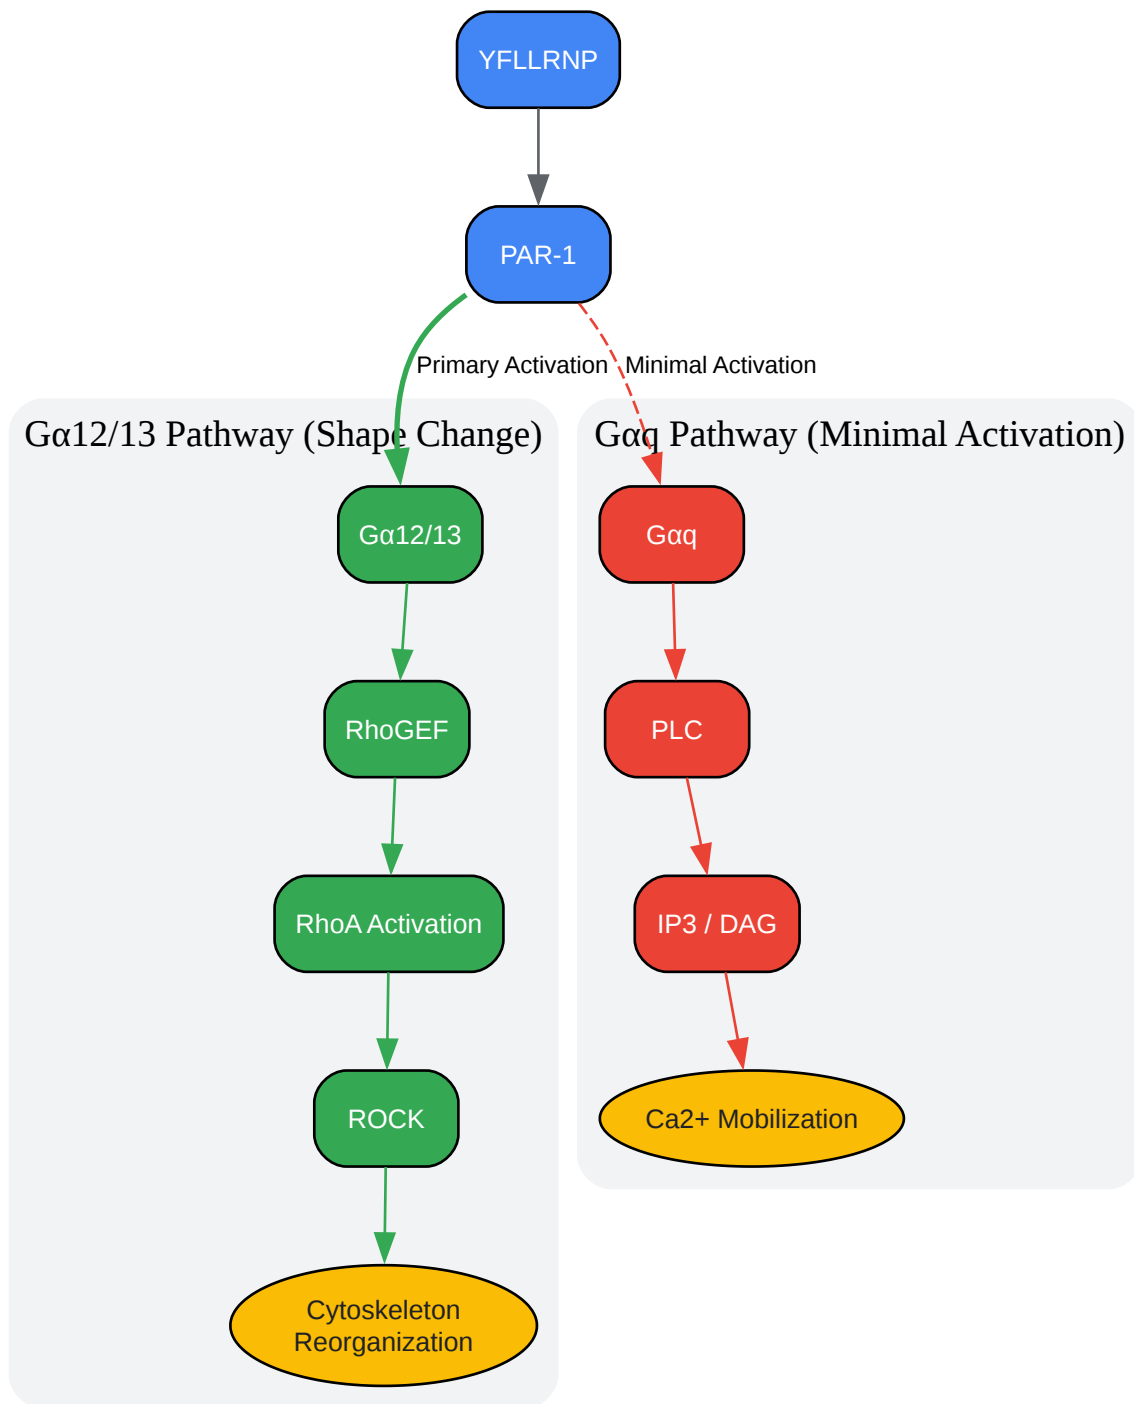 YFLLRNP
PAR-1
Primary Activation
Minimal Activation
Gα12/13 Pathway (Shape Change)
Gα12/13
RhoGEF
RhoA Activation
ROCK
Cytoskeleton
Reorganization
Gαq Pathway (Minimal Activation)
Gαq
PLC
IP3 / DAG
Ca2+ Mobilization